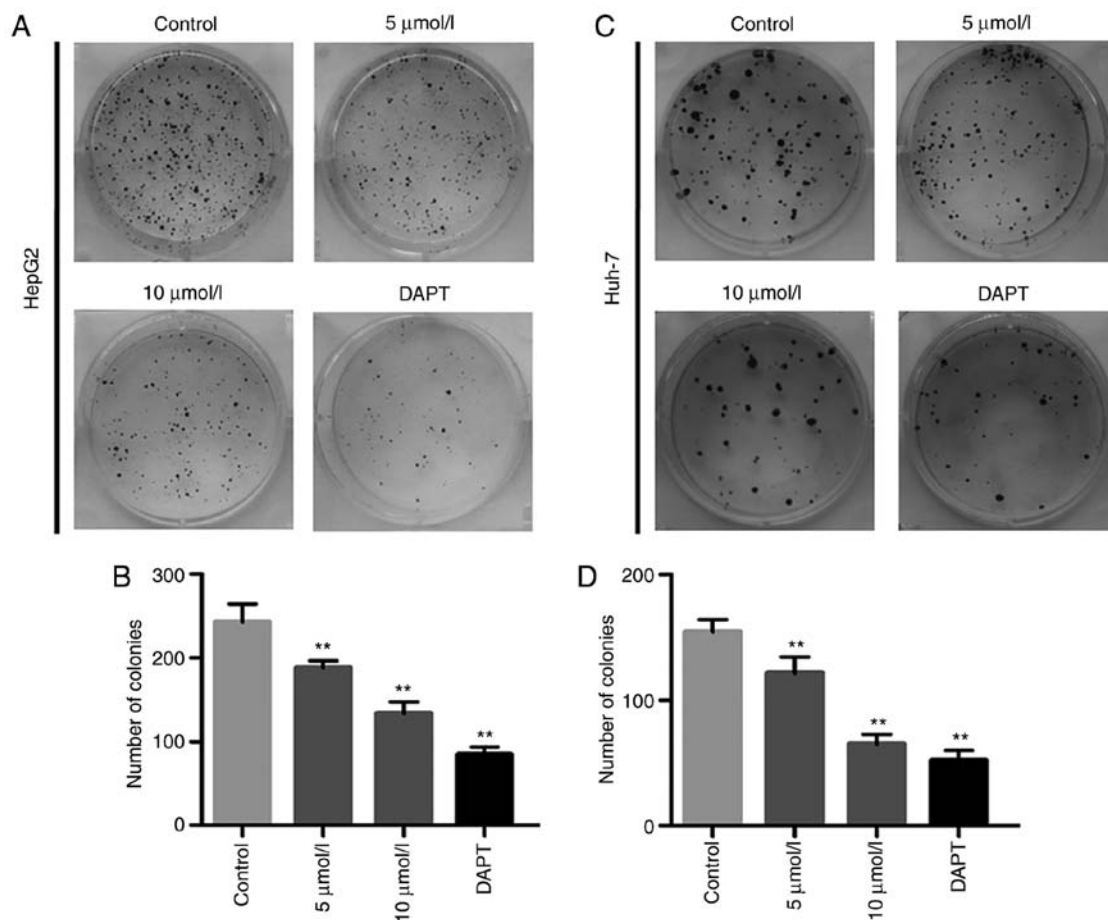 A
Control
5 μmol/l
10 μmol/l
DAPT
HepG2
C
Control
5 μmol/l
10 μmol/l
DAPT
Huh-7
B
Number of colonies
300
200
100
0
**
**
**
Control
5 μmol/l
10 μmol/l
DAPT
D
Number of colonies
200
100
0
**
**
**
Control
5 μmol/l
10 μmol/l
DAPT